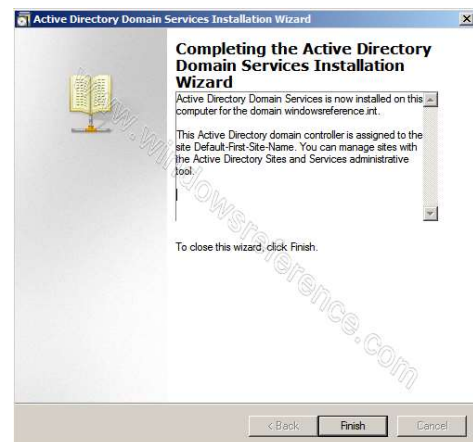 Active Directory Domain Services Installation Wizard
Completing the Active Directory
Domain Services Installation
Wizard
Active Directory Domain Services is now installed on this
computer for the domain windowsreference.int.
This Active Directory domain controller is assigned to the
site Default-First-Site-Name. You can manage sites with
the Active Directory Sites and Services administrative
tool.
To close this wizard, click Finish.
< Back Finish Cancel
www.windowsreference.com